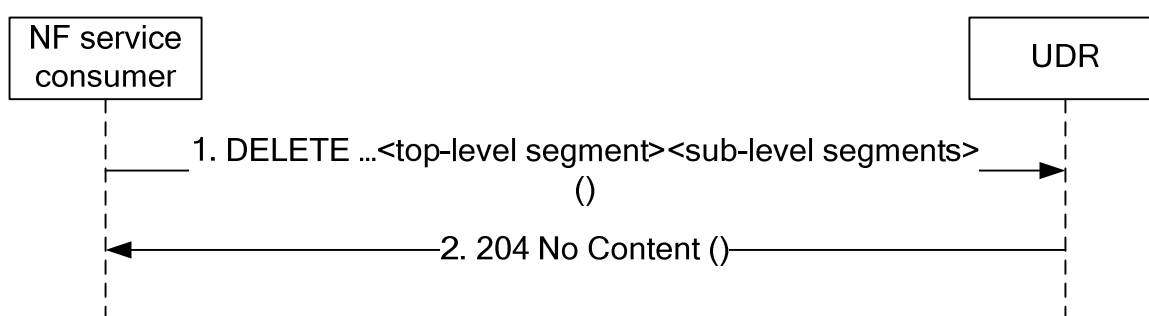 NF service
consumer
UDR
1. DELETE ...<top-level segment><sub-level segments>
()
2. 204 No Content ()